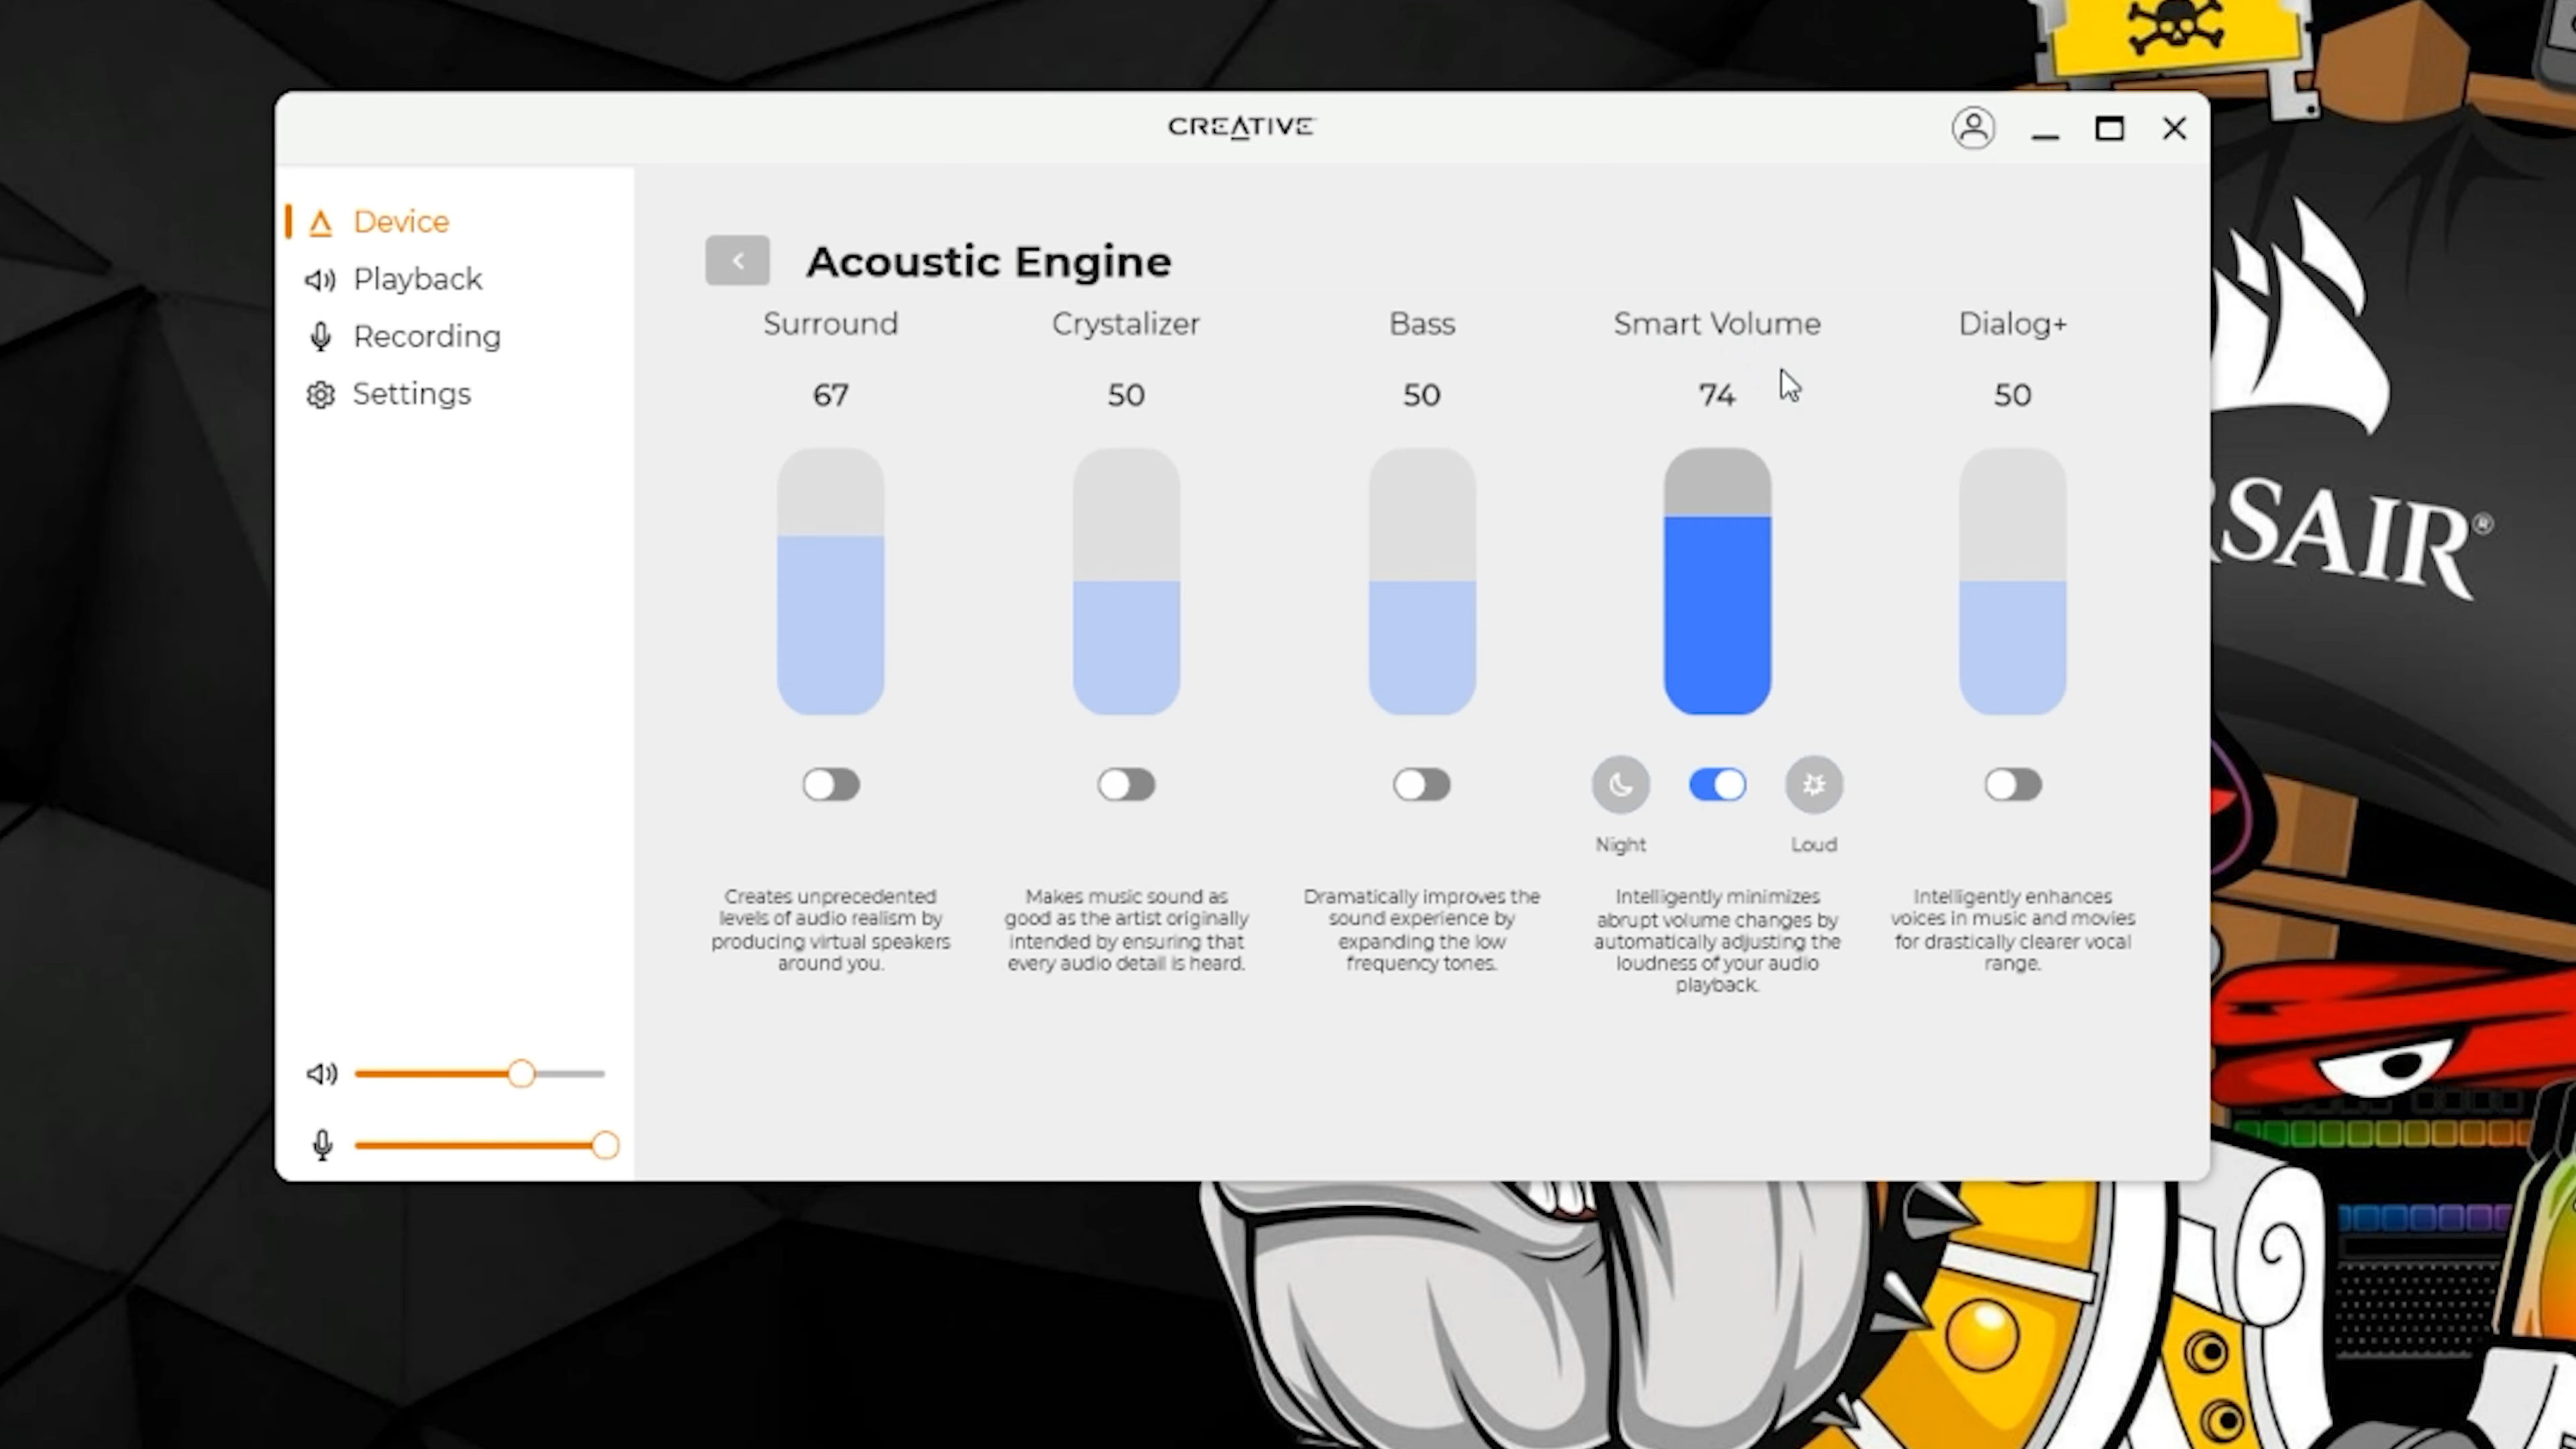 CREATIVE
Device
Playback
Recording
Settings
Acoustic Engine
Surround
Crystalizer
Bass
Smart Volume
Dialog+
67
50
50
74
50
Night
Loud
Creates unprecedented
levels of audio realism by
producing virtual speakers
around you.
Makes music sound as
good as the artist originally
intended by ensuring that
every audio detail is heard.
Dramatically improves the
sound experience by
expanding the low
frequency tones.
Intelligently minimizes
abrupt volume changes by
automatically adjusting the
loudness of your audio
playback.
Intelligently enhances
voices in music and movies
for drastically clearer vocal
range.
RSAIR®